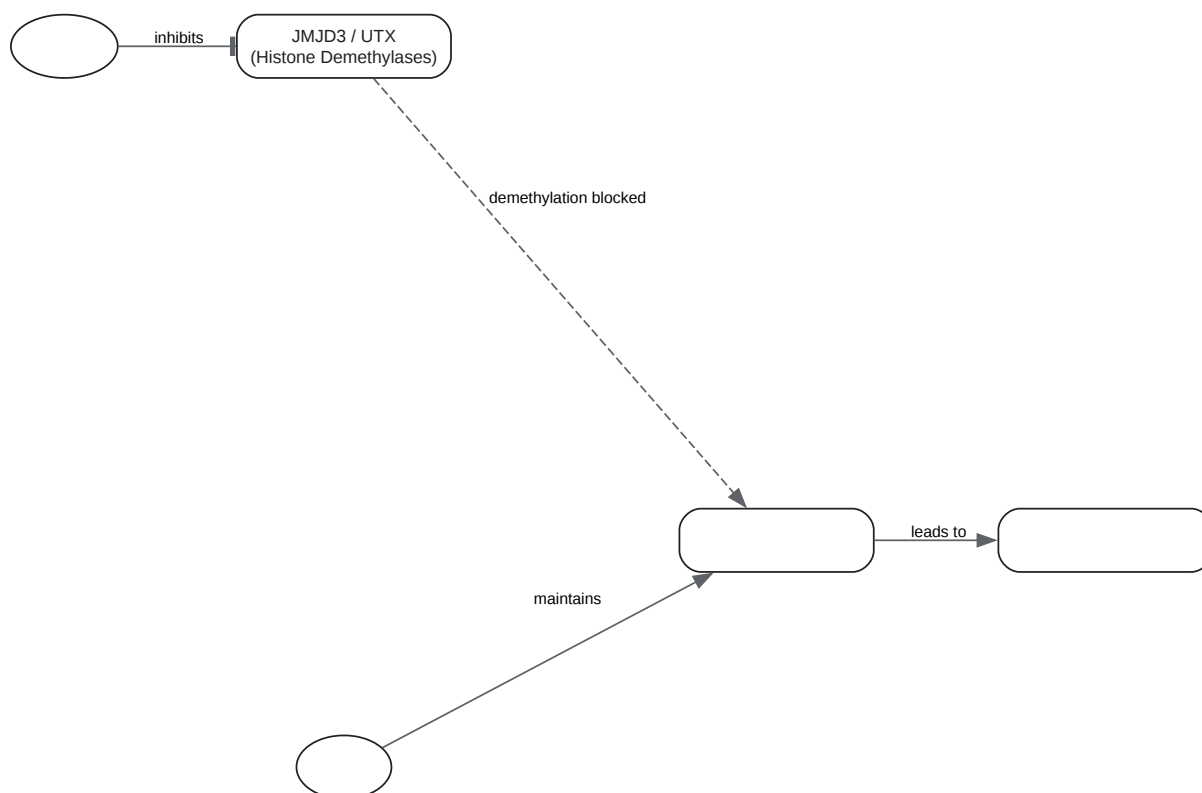 inhibits
JMJD3 / UTX
(Histone Demethylases)
demethylation blocked
leads to
maintains